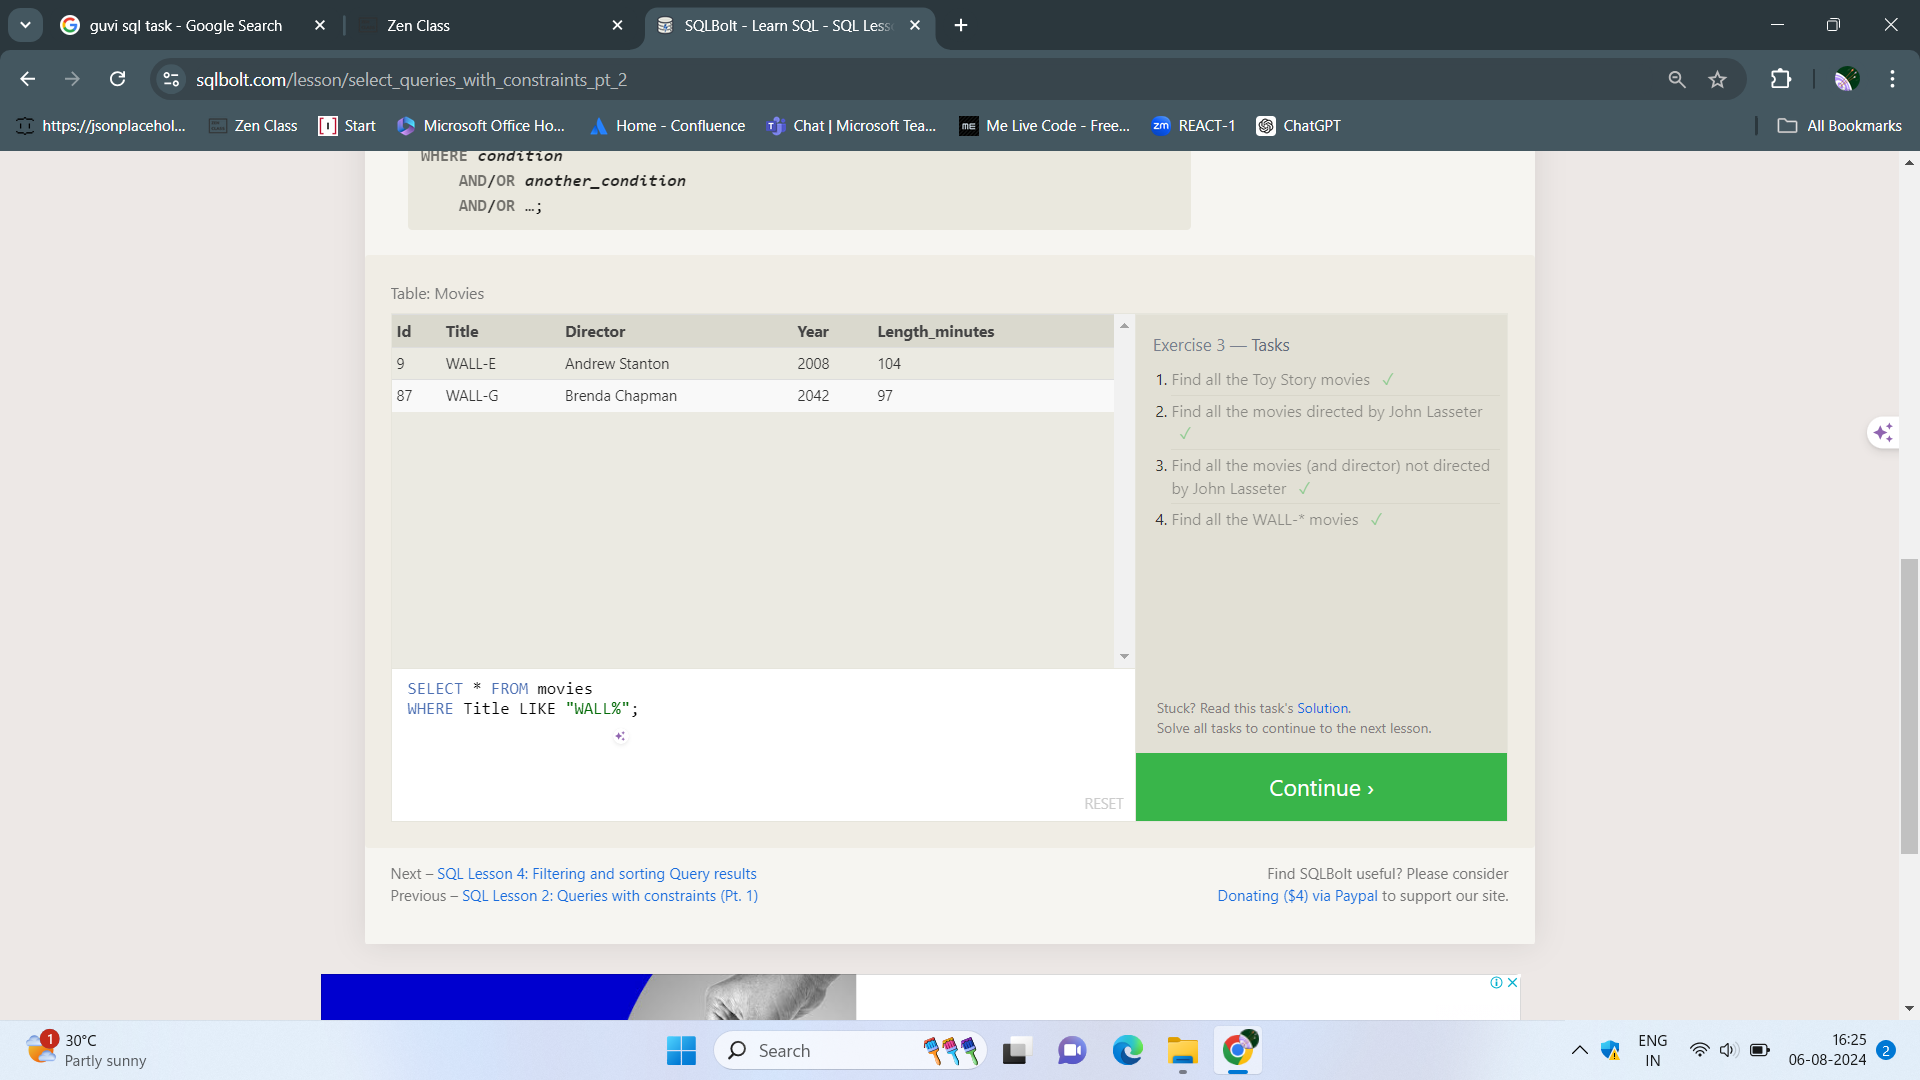 guvi sql task - Google Search
Zen Class
SQLBolt - Learn SQL - SQL Less
sqlbolt.com/lesson/select_queries_with_constraints_pt_2
https://jsonplacehol...
Zen Class
Start
Microsoft Office Ho...
Home - Confluence
Chat | Microsoft Tea...
Me Live Code - Free...
REACT-1
ChatGPT
All Bookmarks
WHERE condition
AND/OR another_condition
AND/OR …;
Table: Movies
Id Title Director Year Length_minutes
9 WALL-E Andrew Stanton 2008 104
87 WALL-G Brenda Chapman 2042 97
Exercise 3 — Tasks
1. Find all the Toy Story movies ✓
2. Find all the movies directed by John Lasseter
✓
3. Find all the movies (and director) not directed
by John Lasseter ✓
4. Find all the WALL-* movies ✓
Stuck? Read this task's Solution.
Solve all tasks to continue to the next lesson.
Continue ›
SELECT * FROM movies
WHERE Title LIKE "WALL%";
RESET
Next – SQL Lesson 4: Filtering and sorting Query results
Previous – SQL Lesson 2: Queries with constraints (Pt. 1)
Find SQLBolt useful? Please consider
Donating ($4) via Paypal to support our site.
1
30°C
Partly sunny
Search
ENG
IN
16:25
06-08-2024
2